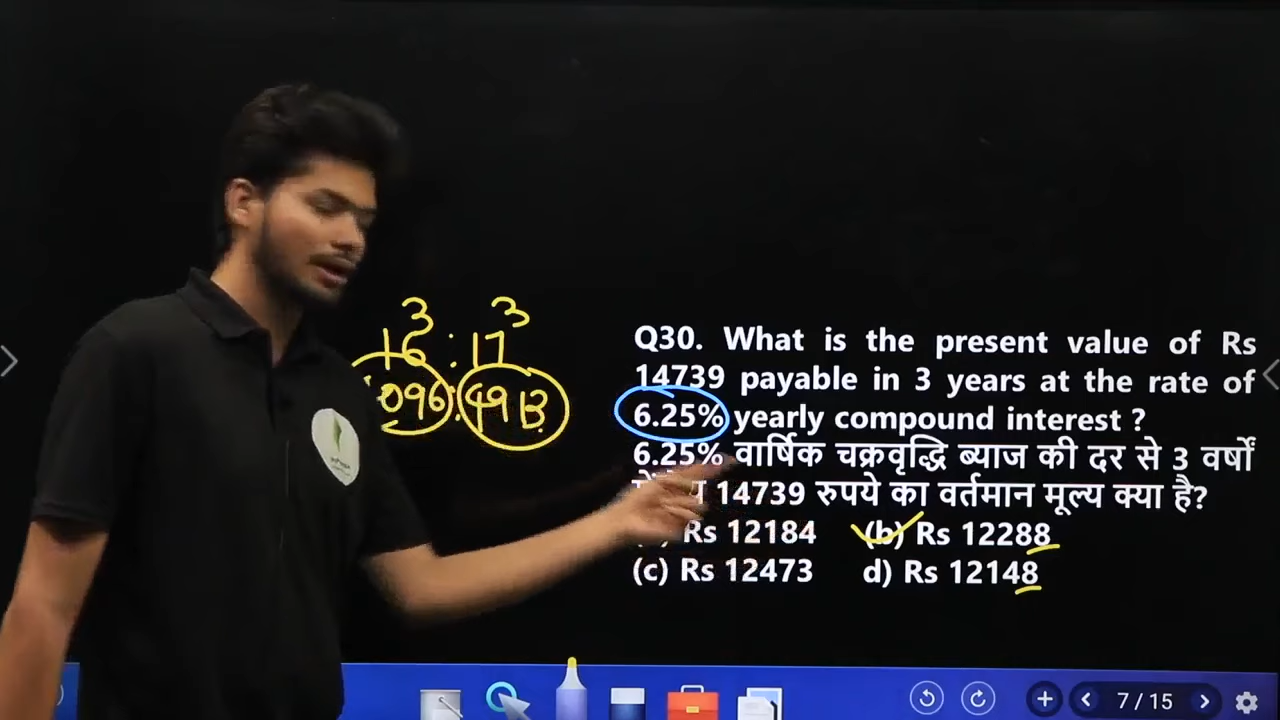 16³ : 17³
4913
Q30. What is the present value of Rs
14739 payable in 3 years at the rate of
6.25% yearly compound interest ?
6.25% वार्षिक चक्रवृद्धि ब्याज की दर से 3 वर्षों
14739 रुपये का वर्तमान मूल्य क्या है?
Rs 12184 (b) Rs 12288
(c) Rs 12473 d) Rs 12148
7 / 15